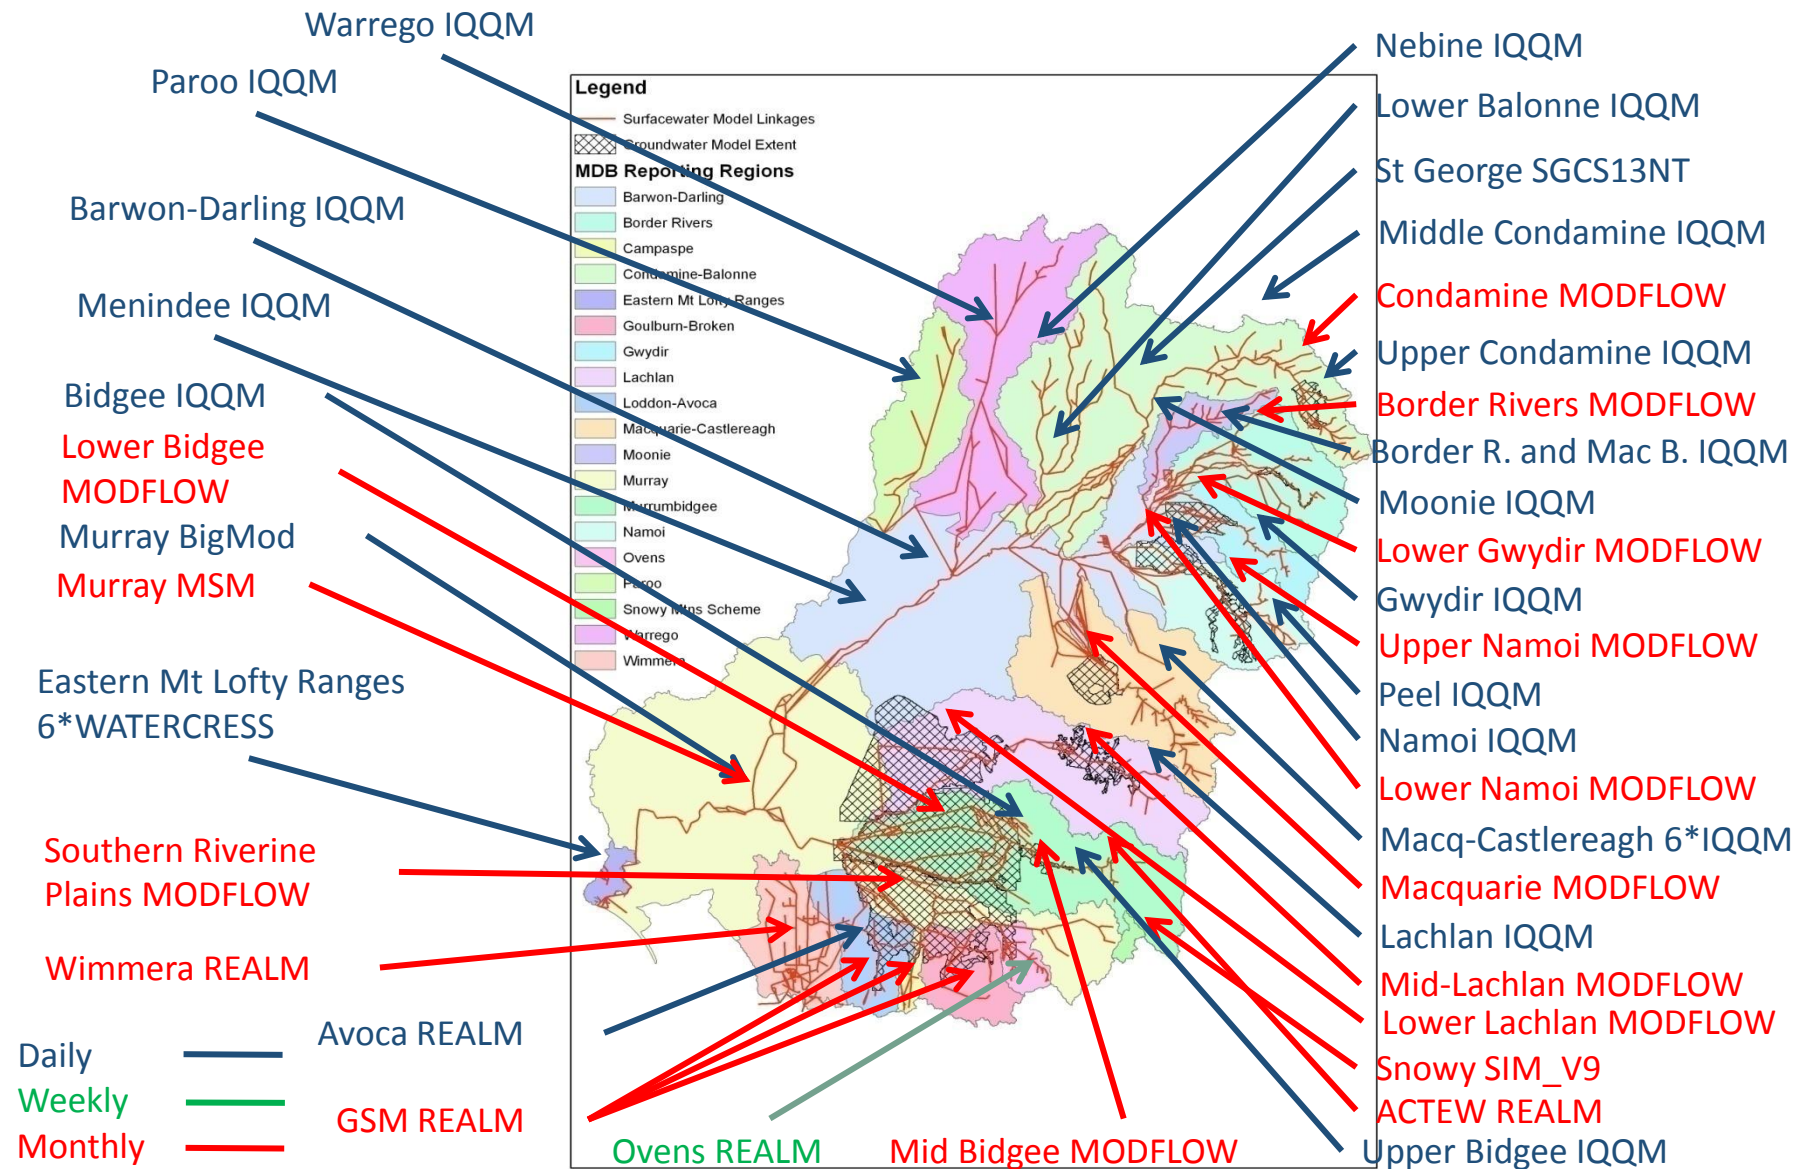 Warrego IQQM
Paroo IQQM
Barwon-Darling IQQM
Menindee IQQM
Bidgee IQQM
Lower Bidgee
MODFLOW
Murray BigMod
Murray MSM
Eastern Mt Lofty Ranges
6*WATERCRESS
Southern Riverine
Plains MODFLOW
Wimmera REALM
Avoca REALM
GSM REALM
Ovens REALM
Mid Bidgee MODFLOW
Daily
Weekly
Monthly
Legend
Surfacewater Model Linkages
Groundwater Model Extent
MDB Reporting Regions
Barwon-Darling
Border Rivers
Campaspe
Condamine-Balonne
Eastern Mt Lofty Ranges
Goulburn-Broken
Gwydir
Lachlan
Loddon-Avoca
Macquarie-Castlereagh
Moonie
Murray
Murrumbidgee
Namoi
Ovens
Paroo
Snowy Mtns Scheme
Warrego
Wimmera
Nebine IQQM
Lower Balonne IQQM
St George SGCS13NT
Middle Condamine IQQM
Condamine MODFLOW
Upper Condamine IQQM
Border Rivers MODFLOW
Border R. and Mac B. IQQM
Moonie IQQM
Lower Gwydir MODFLOW
Gwydir IQQM
Upper Namoi MODFLOW
Peel IQQM
Namoi IQQM
Lower Namoi MODFLOW
Macq-Castlereagh 6*IQQM
Macquarie MODFLOW
Lachlan IQQM
Mid-Lachlan MODFLOW
Lower Lachlan MODFLOW
Snowy SIM_V9
ACTEW REALM
Upper Bidgee IQQM